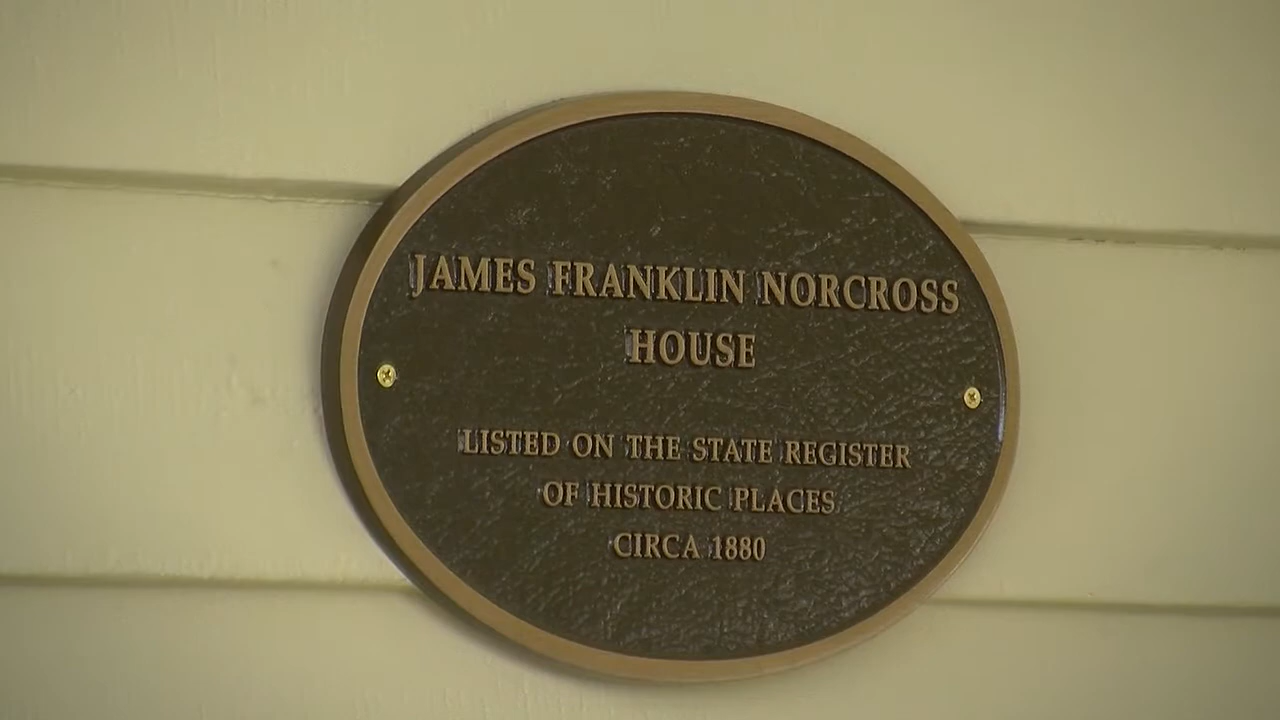 JAMES FRANKLIN NORCROSS
HOUSE
LISTED ON THE STATE REGISTER
OF HISTORIC PLACES
CIRCA 1880